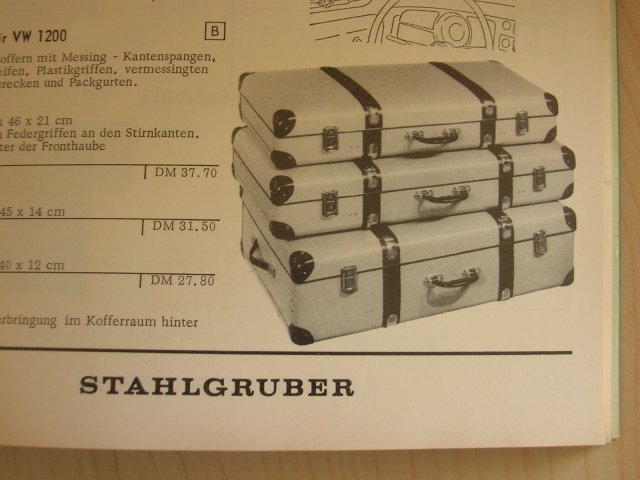 ür VW 1200
B
offern mit Messing - Kantenspangen,
eifen, Plastikgriffen, vermessingten
erecken und Packgurten.
x 46 x 21 cm
n Federgriffen an den Stirnkanten.
ter der Fronthaube
DM 37.70
45 x 14 cm
DM 31.50
40 x 12 cm
DM 27.80
erbringung im Kofferraum hinter
STAHLGRUBER